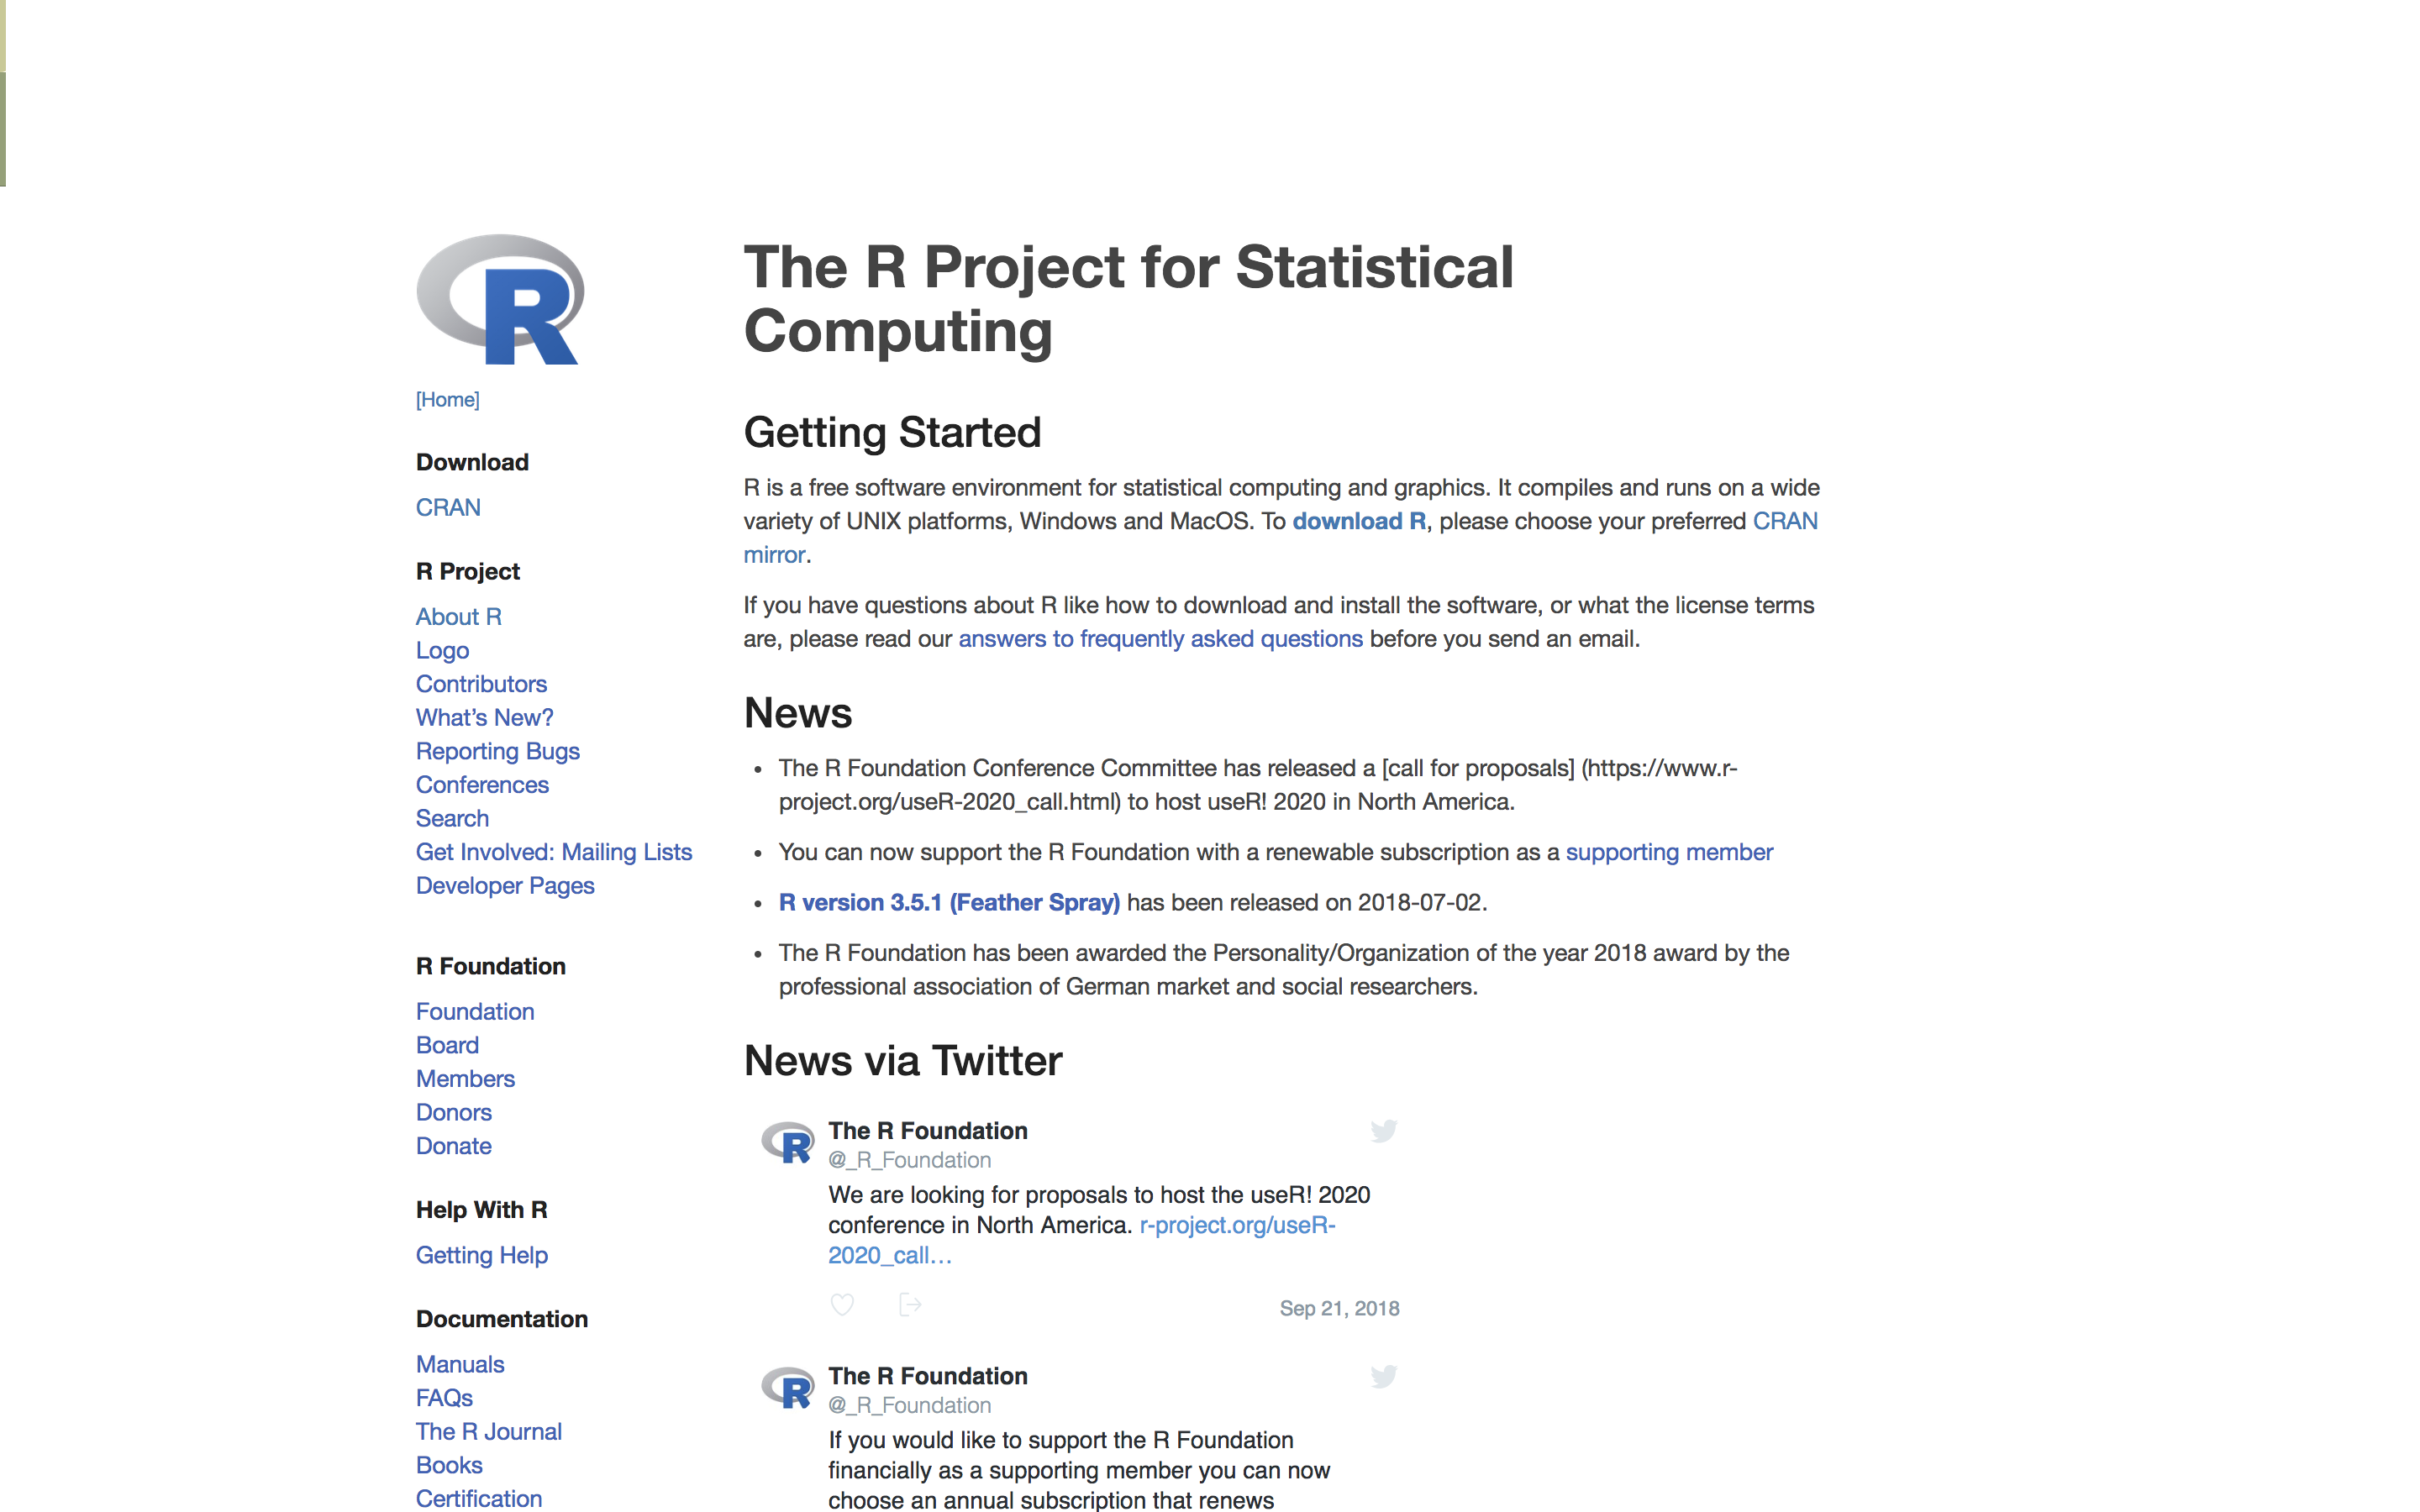 R
[Home]
Download
CRAN
R Project
About R
Logo
Contributors
What’s New?
Reporting Bugs
Conferences
Search
Get Involved: Mailing Lists
Developer Pages
R Foundation
Foundation
Board
Members
Donors
Donate
Help With R
Getting Help
Documentation
Manuals
FAQs
The R Journal
Books
Certification
The R Project for Statistical
Computing
Getting Started
R is a free software environment for statistical computing and graphics. It compiles and runs on a wide
variety of UNIX platforms, Windows and MacOS. To download R, please choose your preferred CRAN
mirror.
If you have questions about R like how to download and install the software, or what the license terms
are, please read our answers to frequently asked questions before you send an email.
News
• The R Foundation Conference Committee has released a [call for proposals] (https://www.r-
project.org/useR-2020_call.html) to host useR! 2020 in North America.
• You can now support the R Foundation with a renewable subscription as a supporting member
• R version 3.5.1 (Feather Spray) has been released on 2018-07-02.
• The R Foundation has been awarded the Personality/Organization of the year 2018 award by the
professional association of German market and social researchers.
News via Twitter
R
The R Foundation
@_R_Foundation
We are looking for proposals to host the useR! 2020
conference in North America. r-project.org/useR-
2020_call…
Sep 21, 2018
R
The R Foundation
@_R_Foundation
If you would like to support the R Foundation
financially as a supporting member you can now
choose an annual subscription that renews